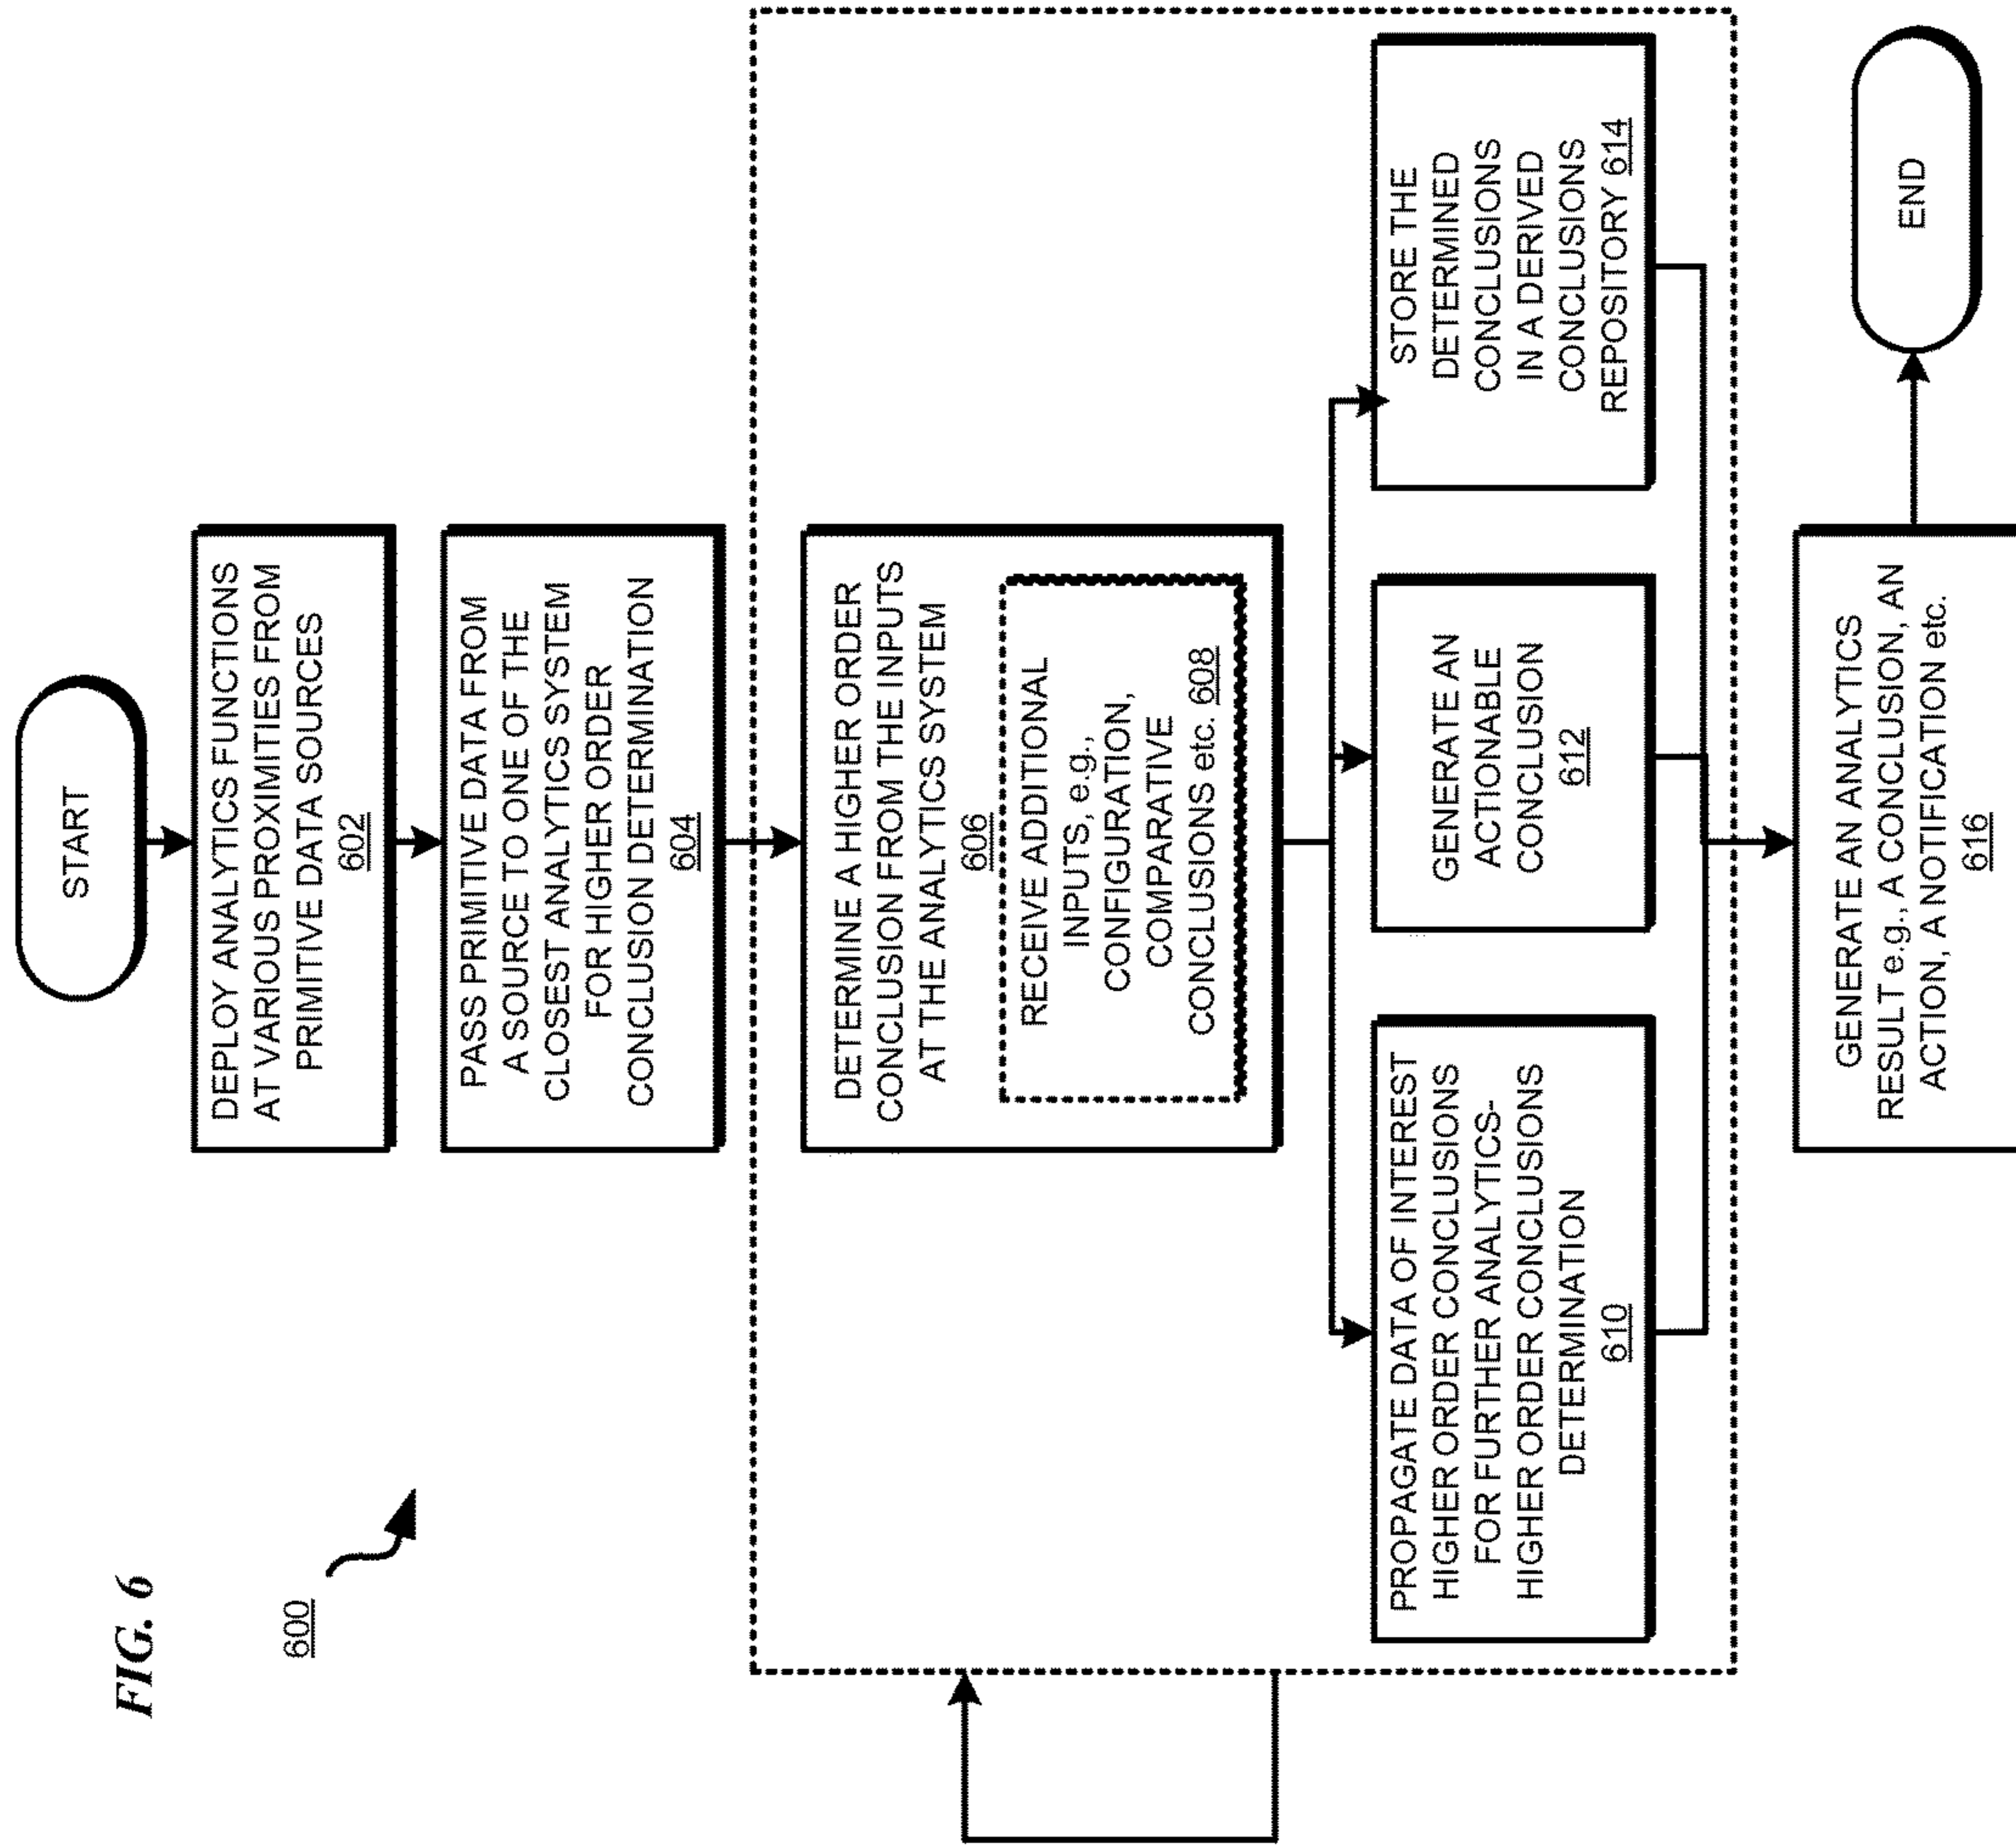 FIG. 6
600
START
DEPLOY ANALYTICS FUNCTIONS
AT VARIOUS PROXIMITIES FROM
PRIMITIVE DATA SOURCES
602
PASS PRIMITIVE DATA FROM
A SOURCE TO ONE OF THE
CLOSEST ANALYTICS SYSTEM
FOR HIGHER ORDER
CONCLUSION DETERMINATION
604
DETERMINE A HIGHER ORDER
CONCLUSION FROM THE INPUTS
AT THE ANALYTICS SYSTEM
606
RECEIVE ADDITIONAL
INPUTS, e.g.,
CONFIGURATION,
COMPARATIVE
CONCLUSIONS etc. 608
PROPAGATE DATA OF INTEREST
HIGHER ORDER CONCLUSIONS
FOR FURTHER ANALYTICS-
HIGHER ORDER CONCLUSIONS
DETERMINATION
610
GENERATE AN
ACTIONABLE
CONCLUSION
612
STORE THE
DETERMINED
CONCLUSIONS
IN A DERIVED
CONCLUSIONS
REPOSITORY 614
GENERATE AN ANALYTICS
RESULT e.g., A CONCLUSION, AN
ACTION, A NOTIFICATION etc.
616
END